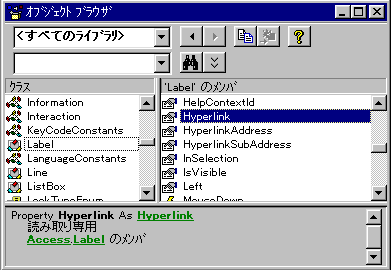 オブジェクト ブラウザ
<すべてのライブラリ>
クラス
'Label' のメンバ
Information
Interaction
KeyCodeConstants
Label
LanguageConstants
Line
ListBox
LookTypeEnum
HelpContextId
Hyperlink
HyperlinkAddress
HyperlinkSubAddress
InSelection
IsVisible
Left
MouseDown
Property Hyperlink As Hyperlink
読み取り専用
Access.Label のメンバ